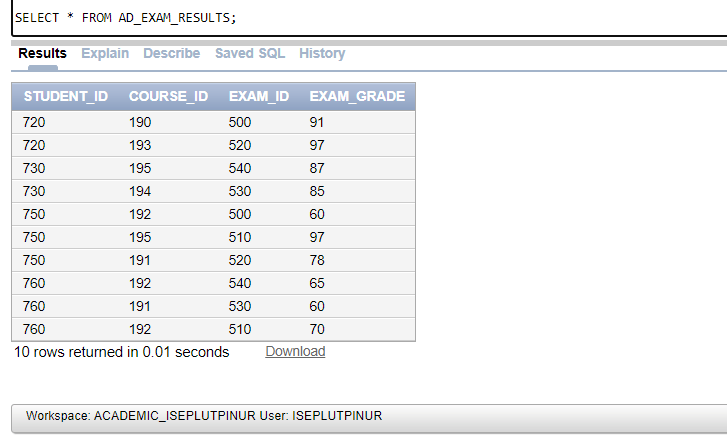 SELECT * FROM AD_EXAM_RESULTS;
Results Explain Describe Saved SQL History
STUDENT_ID COURSE_ID EXAM_ID EXAM_GRADE
720 190 500 91
720 193 520 97
730 195 540 87
730 194 530 85
750 192 500 60
750 195 510 97
750 191 520 78
760 192 540 65
760 191 530 60
760 192 510 70
10 rows returned in 0.01 seconds Download
Workspace: ACADEMIC_ISEPLUTPINUR User: ISEPLUTPINUR